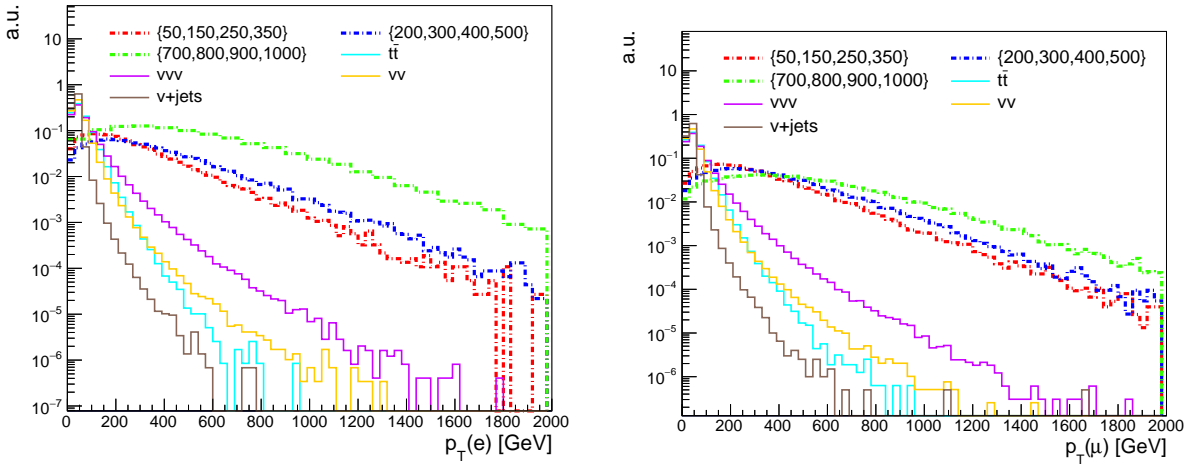 a.u.
10
1
10⁻¹
10⁻²
10⁻³
10⁻⁴
10⁻⁵
10⁻⁶
10⁻⁷
{50,150,250,350} {200,300,400,500}
{700,800,900,1000} tt̄
vvv vv
v+jets
0 200 400 600 800 1000 1200 1400 1600 1800 2000
p_T(e) [GeV]
a.u.
10
1
10⁻¹
10⁻²
10⁻³
10⁻⁴
10⁻⁵
10⁻⁶
{50,150,250,350} {200,300,400,500}
{700,800,900,1000} tt̄
vvv vv
v+jets
0 200 400 600 800 1000 1200 1400 1600 1800 2000
p_T(μ) [GeV]